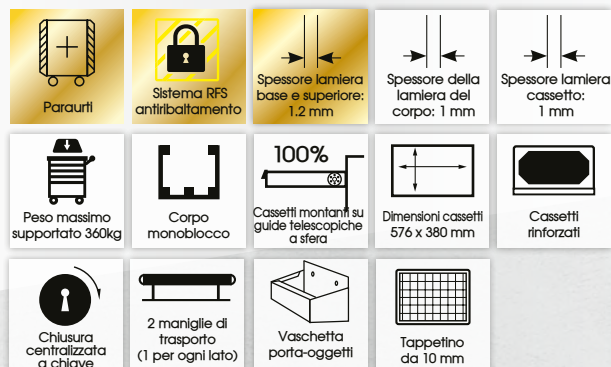 Paraurti
Sistema RFS
antiribaltamento
Spessore lamiera
base e superiore:
1.2 mm
Spessore della
lamiera del
corpo: 1 mm
Spessore lamiera
cassetto:
1 mm
Peso massimo
supportato 360kg
Corpo
monoblocco
100%
Cassetti montanti su
guide telescopiche
a sfera
Dimensioni cassetti
576 x 380 mm
Cassetti
rinforzati
Chiusura
centralizzata
a chiave
2 maniglie di
trasporto
(1 per ogni lato)
Vaschetta
porta-oggetti
Tappetino
da 10 mm